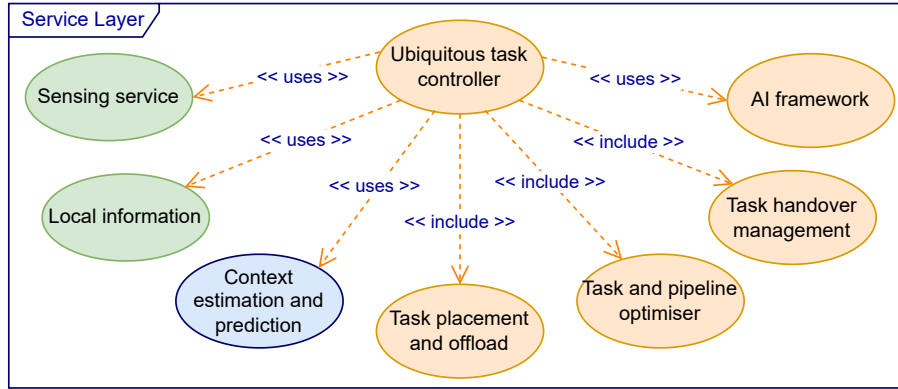 Service Layer
Ubiquitous task
controller
<< uses >>
<< uses >>
Sensing service
AI framework
<< uses >>
<< include >>
<< uses >>
<< include >>
Local information
Task handover
management
<< include >>
Context
estimation and
prediction
Task and pipeline
optimiser
Task placement
and offload